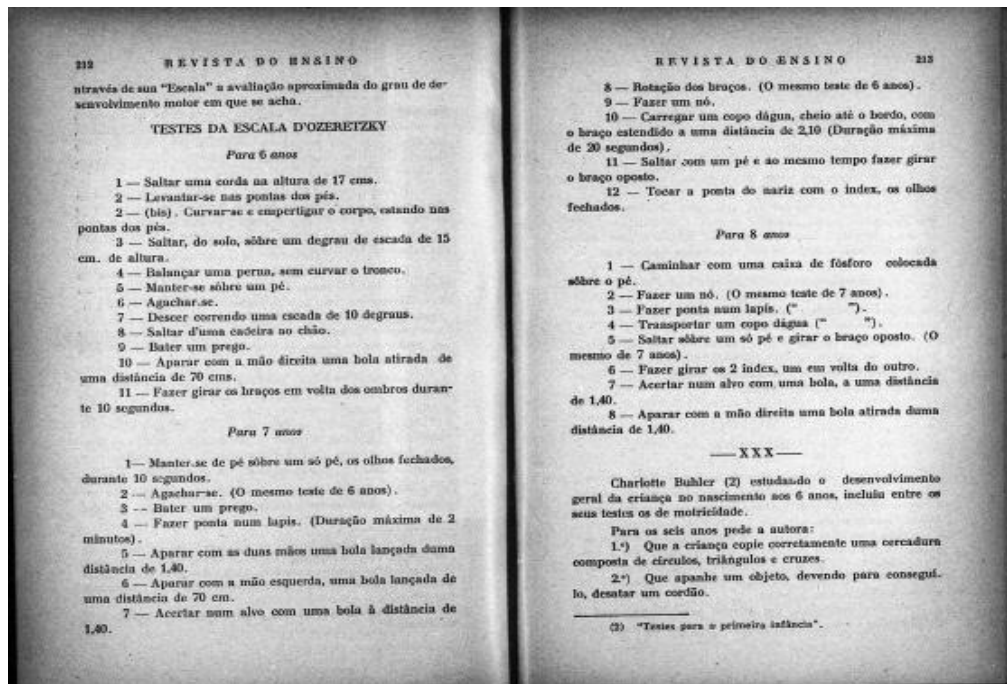 212 REVISTA DO ENSINO
através de sua "Escala" a avaliação aproximada do grau de de-
senvolvimento motor em que se acha.
TESTES DA ESCALA D'OZERETZKY
Para 6 anos
1 — Saltar uma corda na altura de 17 cms.
2 — Levantar-se nas pontas dos pés.
2 — (bis). Curvar-se e empertigar o corpo, estando nas
pontas dos pés.
3 — Saltar, do solo, sôbre um degrau de escada de 15
cm. de altura.
4 — Balançar uma perna, sem curvar o tronco.
5 — Manter-se sôbre um pé.
6 — Agachar-se.
7 — Descer correndo uma escada de 10 degraus.
8 — Saltar d'uma cadeira no chão.
9 — Bater um prego.
10 — Aparar com a mão direita uma bola atirada de
uma distância de 70 cms.
11 — Fazer girar os braços em volta dos ombros duran-
te 10 segundos.
Para 7 anos
1 — Manter-se de pé sôbre um só pé, os olhos fechados,
durante 10 segundos.
2 — Agachar-se. (O mesmo teste de 6 anos).
3 — Bater um prego.
4 — Fazer ponta num lapis. (Duração máxima de 2
minutos).
5 — Aparar com as duas mãos uma bola lançada duma
distância de 1,40.
6 — Aparar com a mão esquerda, uma bola lançada de
uma distância de 70 cm.
7 — Acertar num alvo com uma bola à distância de
1,40.
REVISTA DO ENSINO 213
8 — Rotação dos braços. (O mesmo teste de 6 anos).
9 — Fazer um nó.
10 — Carregar um copo dágua, cheio até o bordo, com
o braço estendido a uma distância de 2,10 (Duração máxima
de 20 segundos).
11 — Saltar com um pé e ao mesmo tempo fazer girar
o braço oposto.
12 — Tocar a ponta do nariz com o index, os olhos
fechados.
Para 8 anos
1 — Caminhar com uma caixa de fósforo colocada
sôbre o pé.
2 — Fazer um nó. (O mesmo teste de 7 anos).
3 — Fazer ponta num lapis. (" ").
4 — Transportar um copo dágua (" ").
5 — Saltar sôbre um só pé e girar o braço oposto. (O
mesmo de 7 anos).
6 — Fazer girar os 2 index, um em volta do outro.
7 — Acertar num alvo com uma bola, a uma distância
de 1,40.
8 — Aparar com a mão direita uma bola atirada duma
distância de 1,40.
— XXX —
Charlotte Buhler (2) estudando o desenvolvimento
geral da criança no nascimento aos 6 anos, incluia entre os
seus testes os de motricidade.
Para os seis anos pede a autora:
1.º) Que a criança copie corretamente uma cercadura
composta de círculos, triângulos e cruzes.
2.º) Que apanhe um objeto, devendo para consegui-
lo, desatar um cordão.
(2) "Testes para a primeira infância".